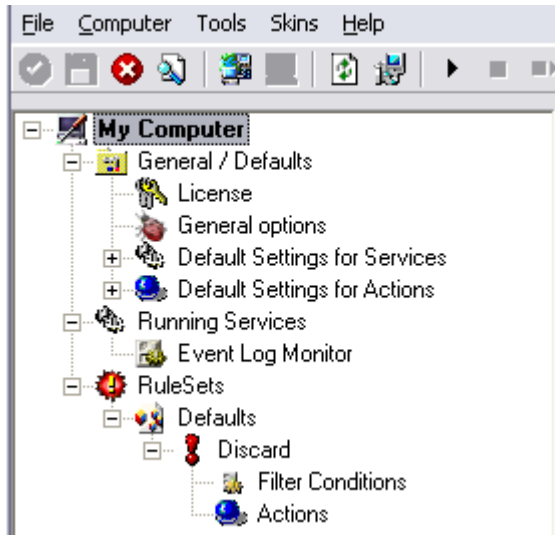 File Computer Tools Skins Help
My Computer
General / Defaults
License
General options
Default Settings for Services
Default Settings for Actions
Running Services
Event Log Monitor
RuleSets
Defaults
Discard
Filter Conditions
Actions